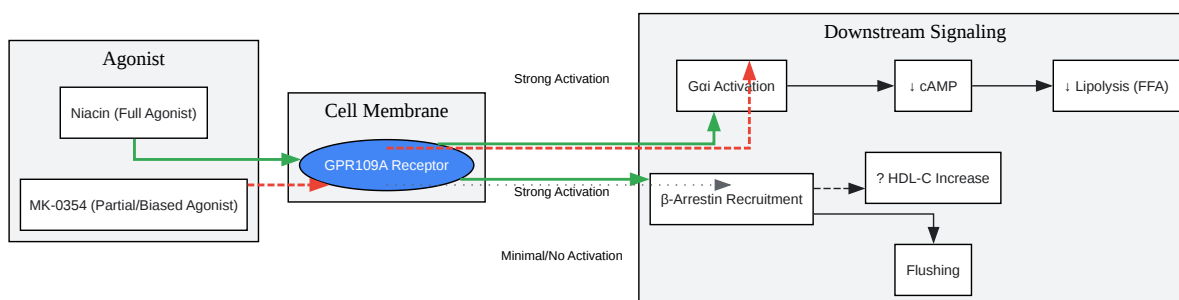 Agonist
Niacin (Full Agonist)
MK-0354 (Partial/Biased Agonist)
Cell Membrane
GPR109A Receptor
Strong Activation
Strong Activation
Minimal/No Activation
Downstream Signaling
Gαi Activation
↓ cAMP
↓ Lipolysis (FFA)
β-Arrestin Recruitment
? HDL-C Increase
Flushing